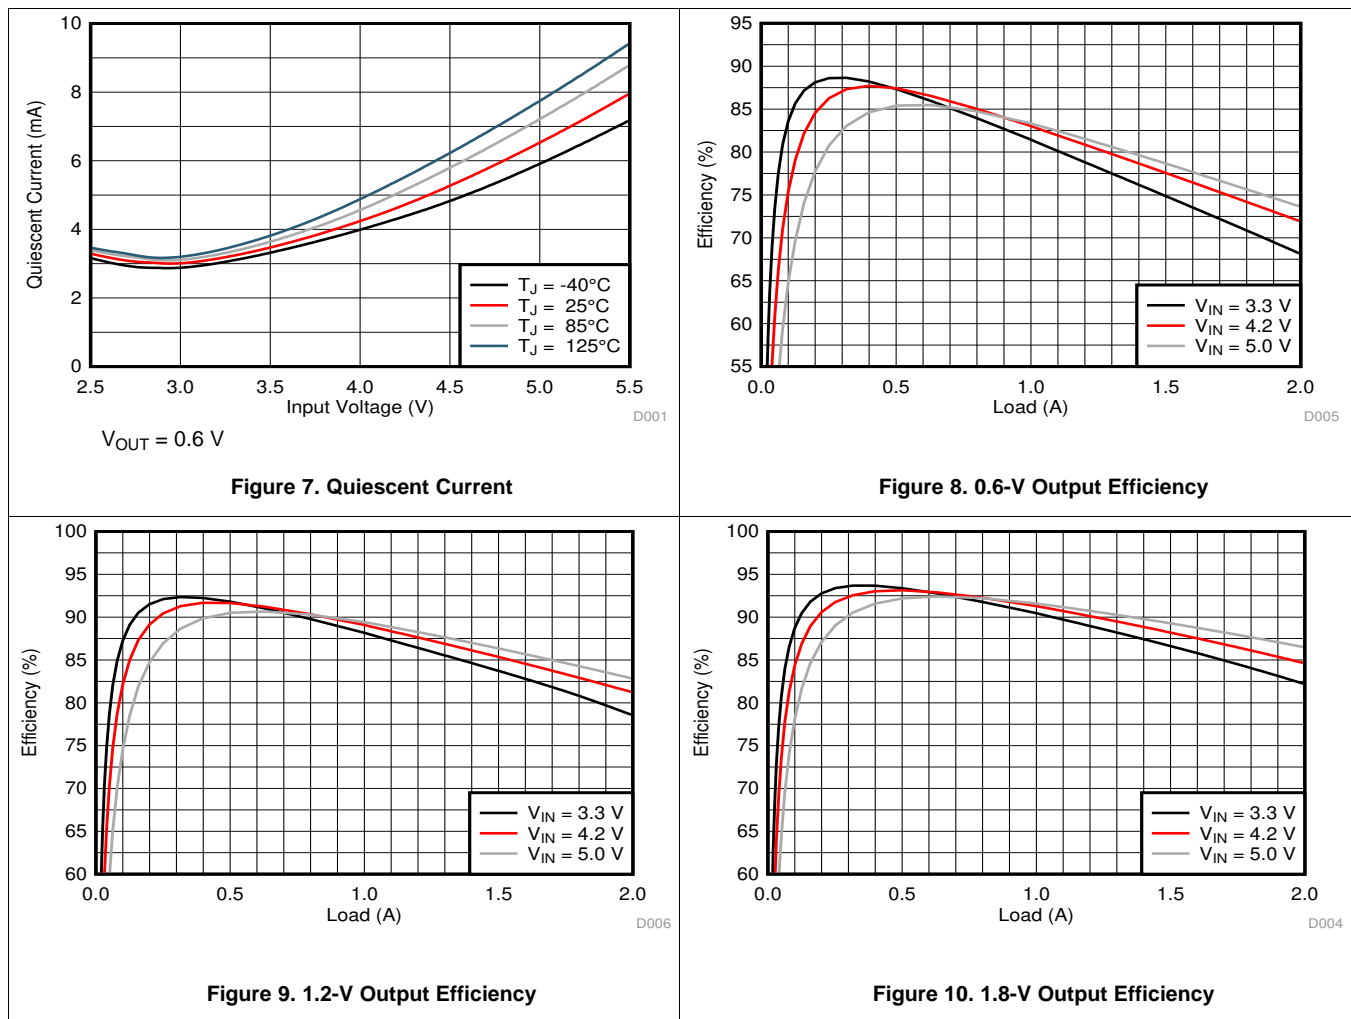 10
8
6
4
2
0
Quiescent Current (mA)
2.5 3.0 3.5 4.0 4.5 5.0 5.5
Input Voltage (V)
D001
TJ = -40°C
TJ = 25°C
TJ = 85°C
TJ = 125°C
VOUT = 0.6 V
Figure 7. Quiescent Current
95
90
85
80
75
70
65
60
55
Efficiency (%)
0.0 0.5 1.0 1.5 2.0
Load (A)
D005
VIN = 3.3 V
VIN = 4.2 V
VIN = 5.0 V
Figure 8. 0.6-V Output Efficiency
100
95
90
85
80
75
70
65
60
Efficiency (%)
0.0 0.5 1.0 1.5 2.0
Load (A)
D006
VIN = 3.3 V
VIN = 4.2 V
VIN = 5.0 V
Figure 9. 1.2-V Output Efficiency
100
95
90
85
80
75
70
65
60
Efficiency (%)
0.0 0.5 1.0 1.5 2.0
Load (A)
D004
VIN = 3.3 V
VIN = 4.2 V
VIN = 5.0 V
Figure 10. 1.8-V Output Efficiency